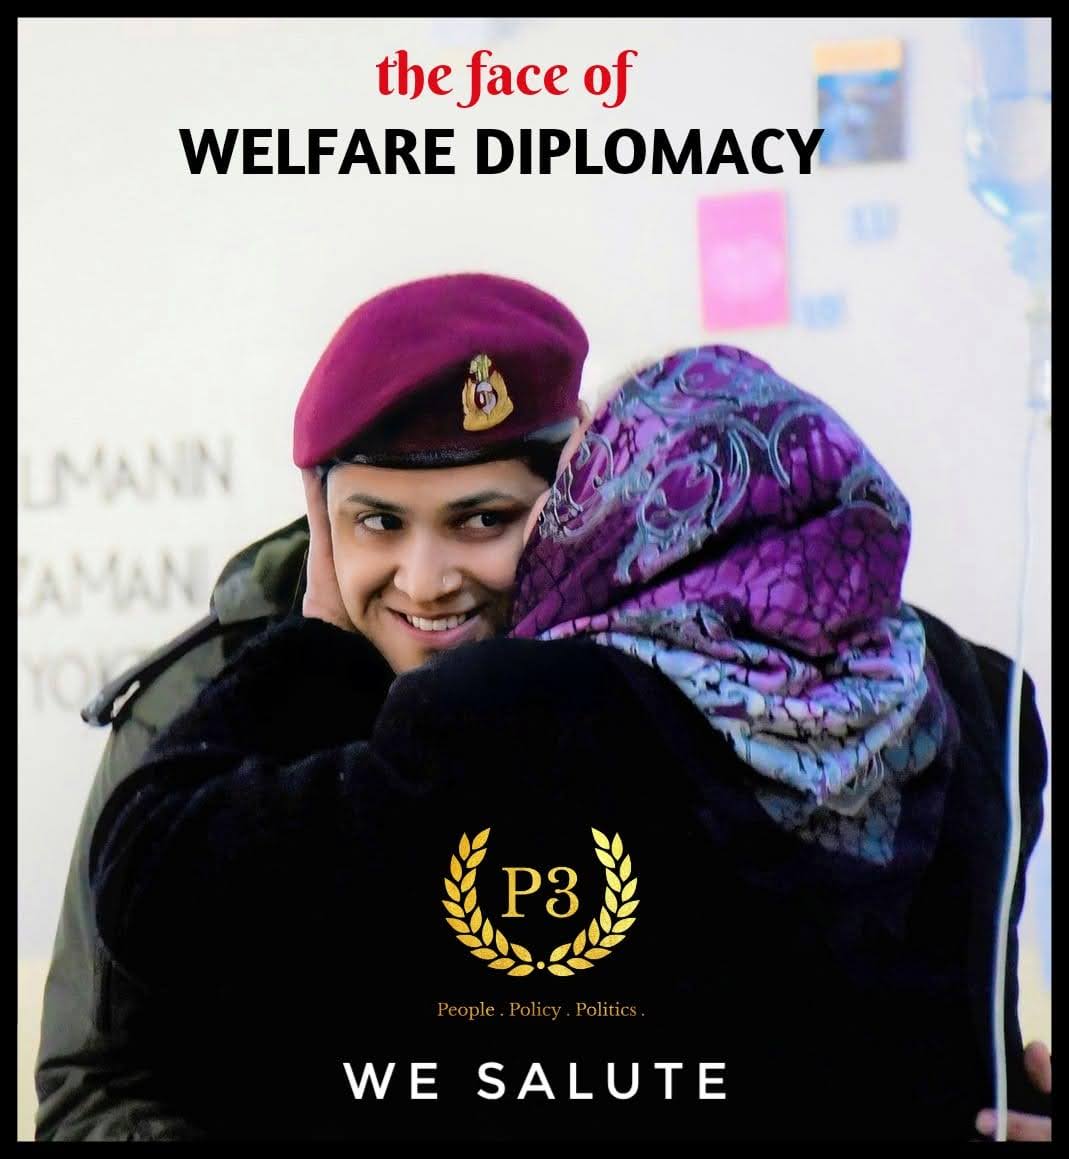 the face of
WELFARE DIPLOMACY
P3
People . Policy . Politics .
WE SALUTE